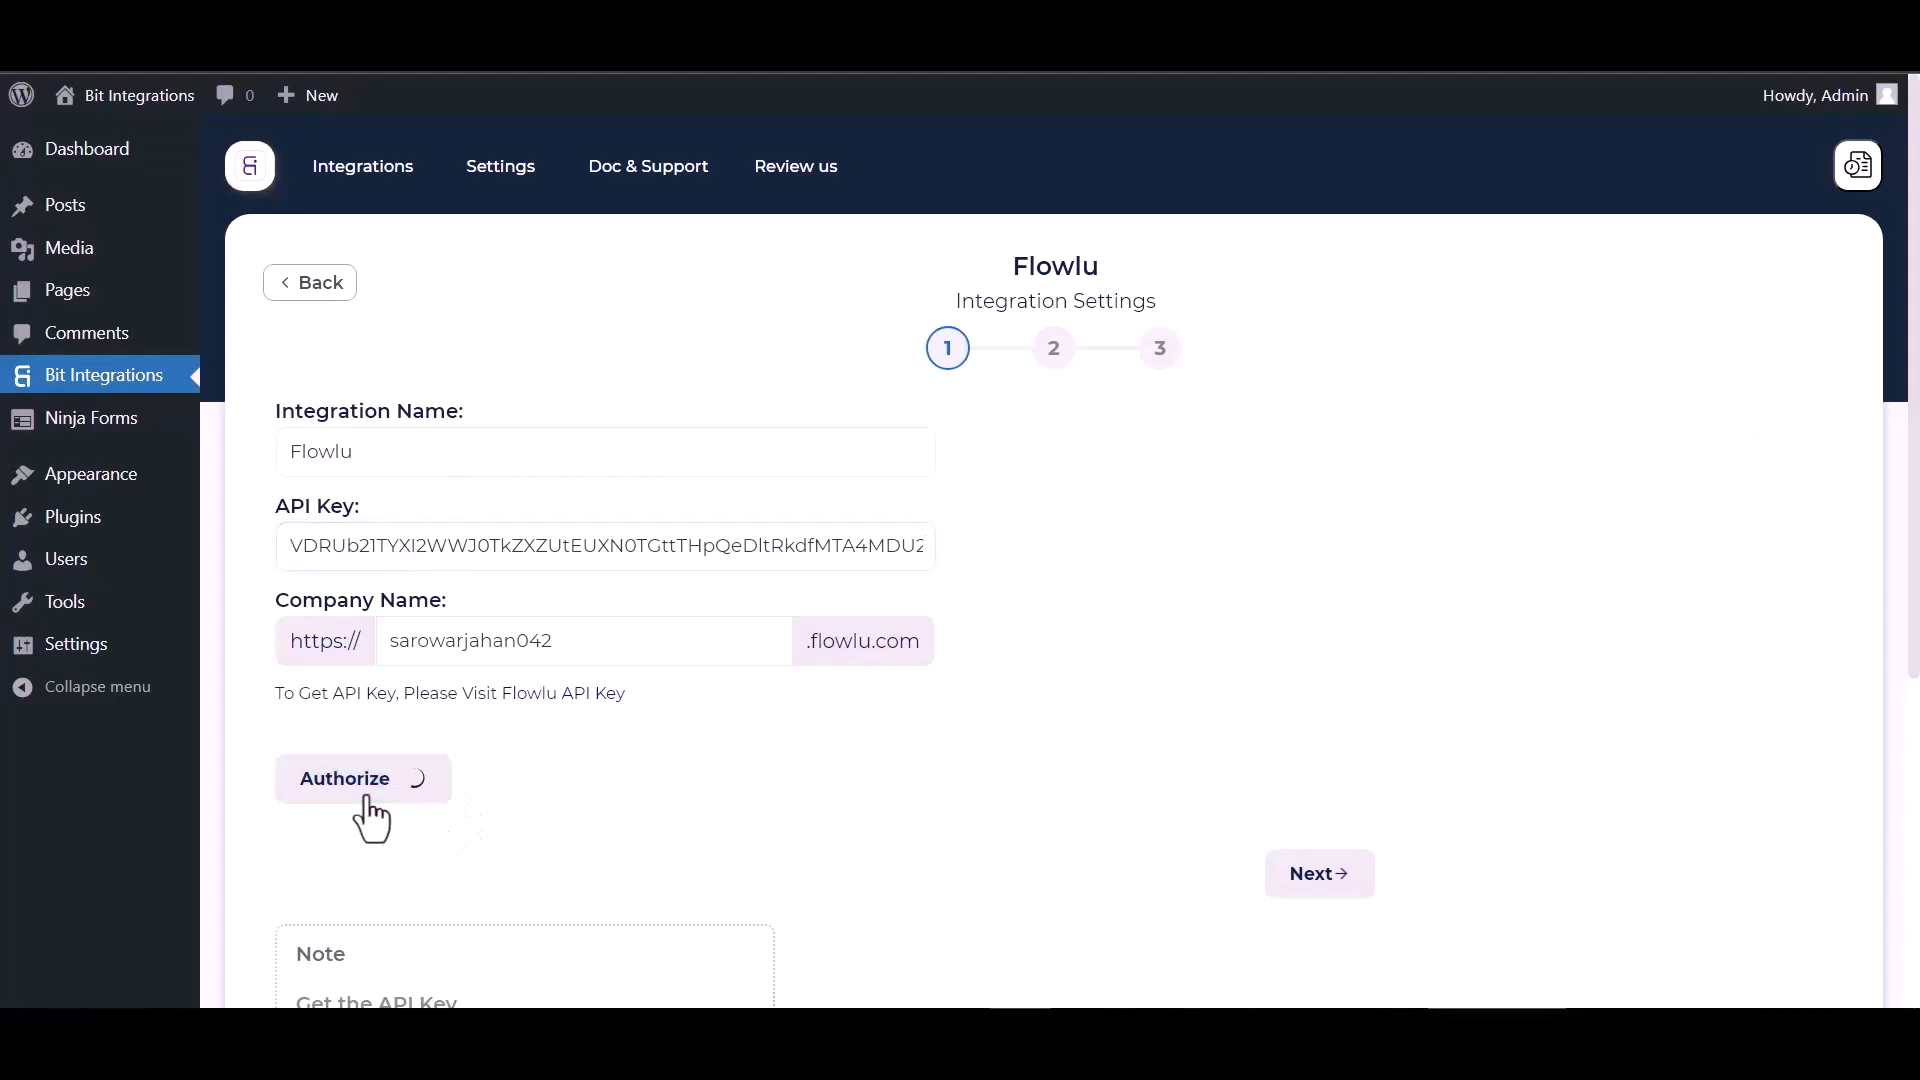 Bit Integrations 0 New Howdy, Admin
Dashboard
Posts
Media
Pages
Comments
Bit Integrations
Ninja Forms
Appearance
Plugins
Users
Tools
Settings
Collapse menu
Integrations Settings Doc & Support Review us
Back
Flowlu
Integration Settings
1 2 3
Integration Name:
Flowlu
API Key:
VDRUb21TYXI2WWJ0TkZXZUtEUXN0TGttTHpQeDltRkdfMTA4MDU2
Company Name:
https:// sarowarjahan042 .flowlu.com
To Get API Key, Please Visit Flowlu API Key
Authorize
Next→
Note
Get the API Key